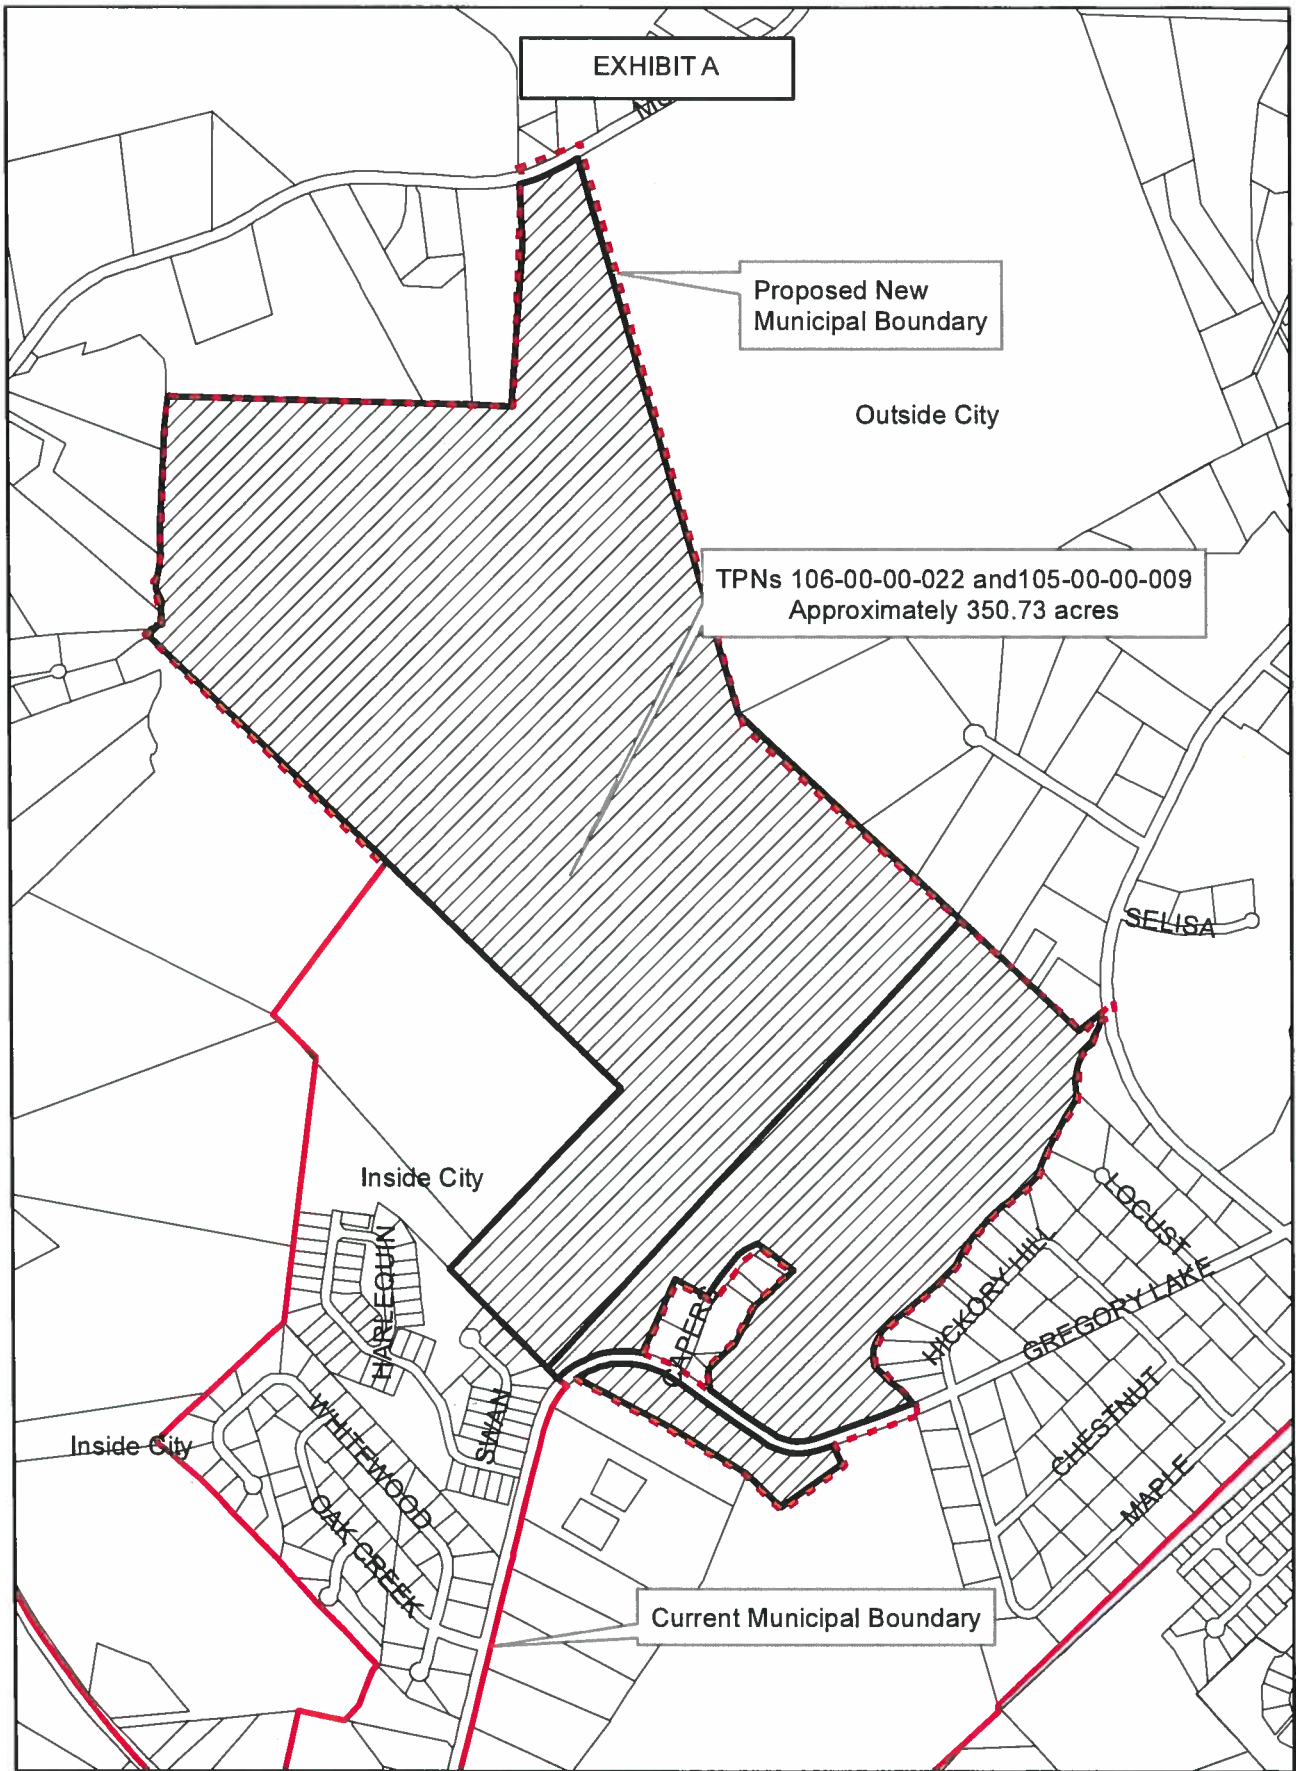 EXHIBIT A
Proposed New
Municipal Boundary
Outside City
TPNs 106-00-00-022 and105-00-00-009
Approximately 350.73 acres
SELISA
Inside City
LOCUST
HARLEQUIN
HICKORY HILL
GREGORY LAKE
CAPERS
SWAN
WHITEWOOD
CHESTNUT
Inside City
MAPLE
OAK CREEK
Current Municipal Boundary